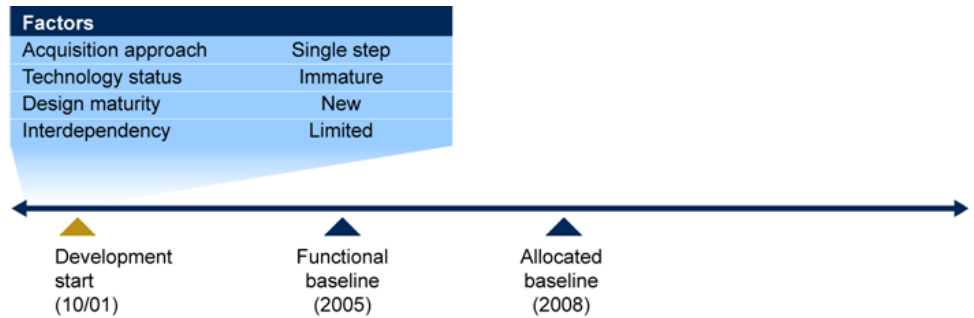 Factors
Acquisition approach Single step
Technology status Immature
Design maturity New
Interdependency Limited
Development
start
(10/01)
Functional
baseline
(2005)
Allocated
baseline
(2008)